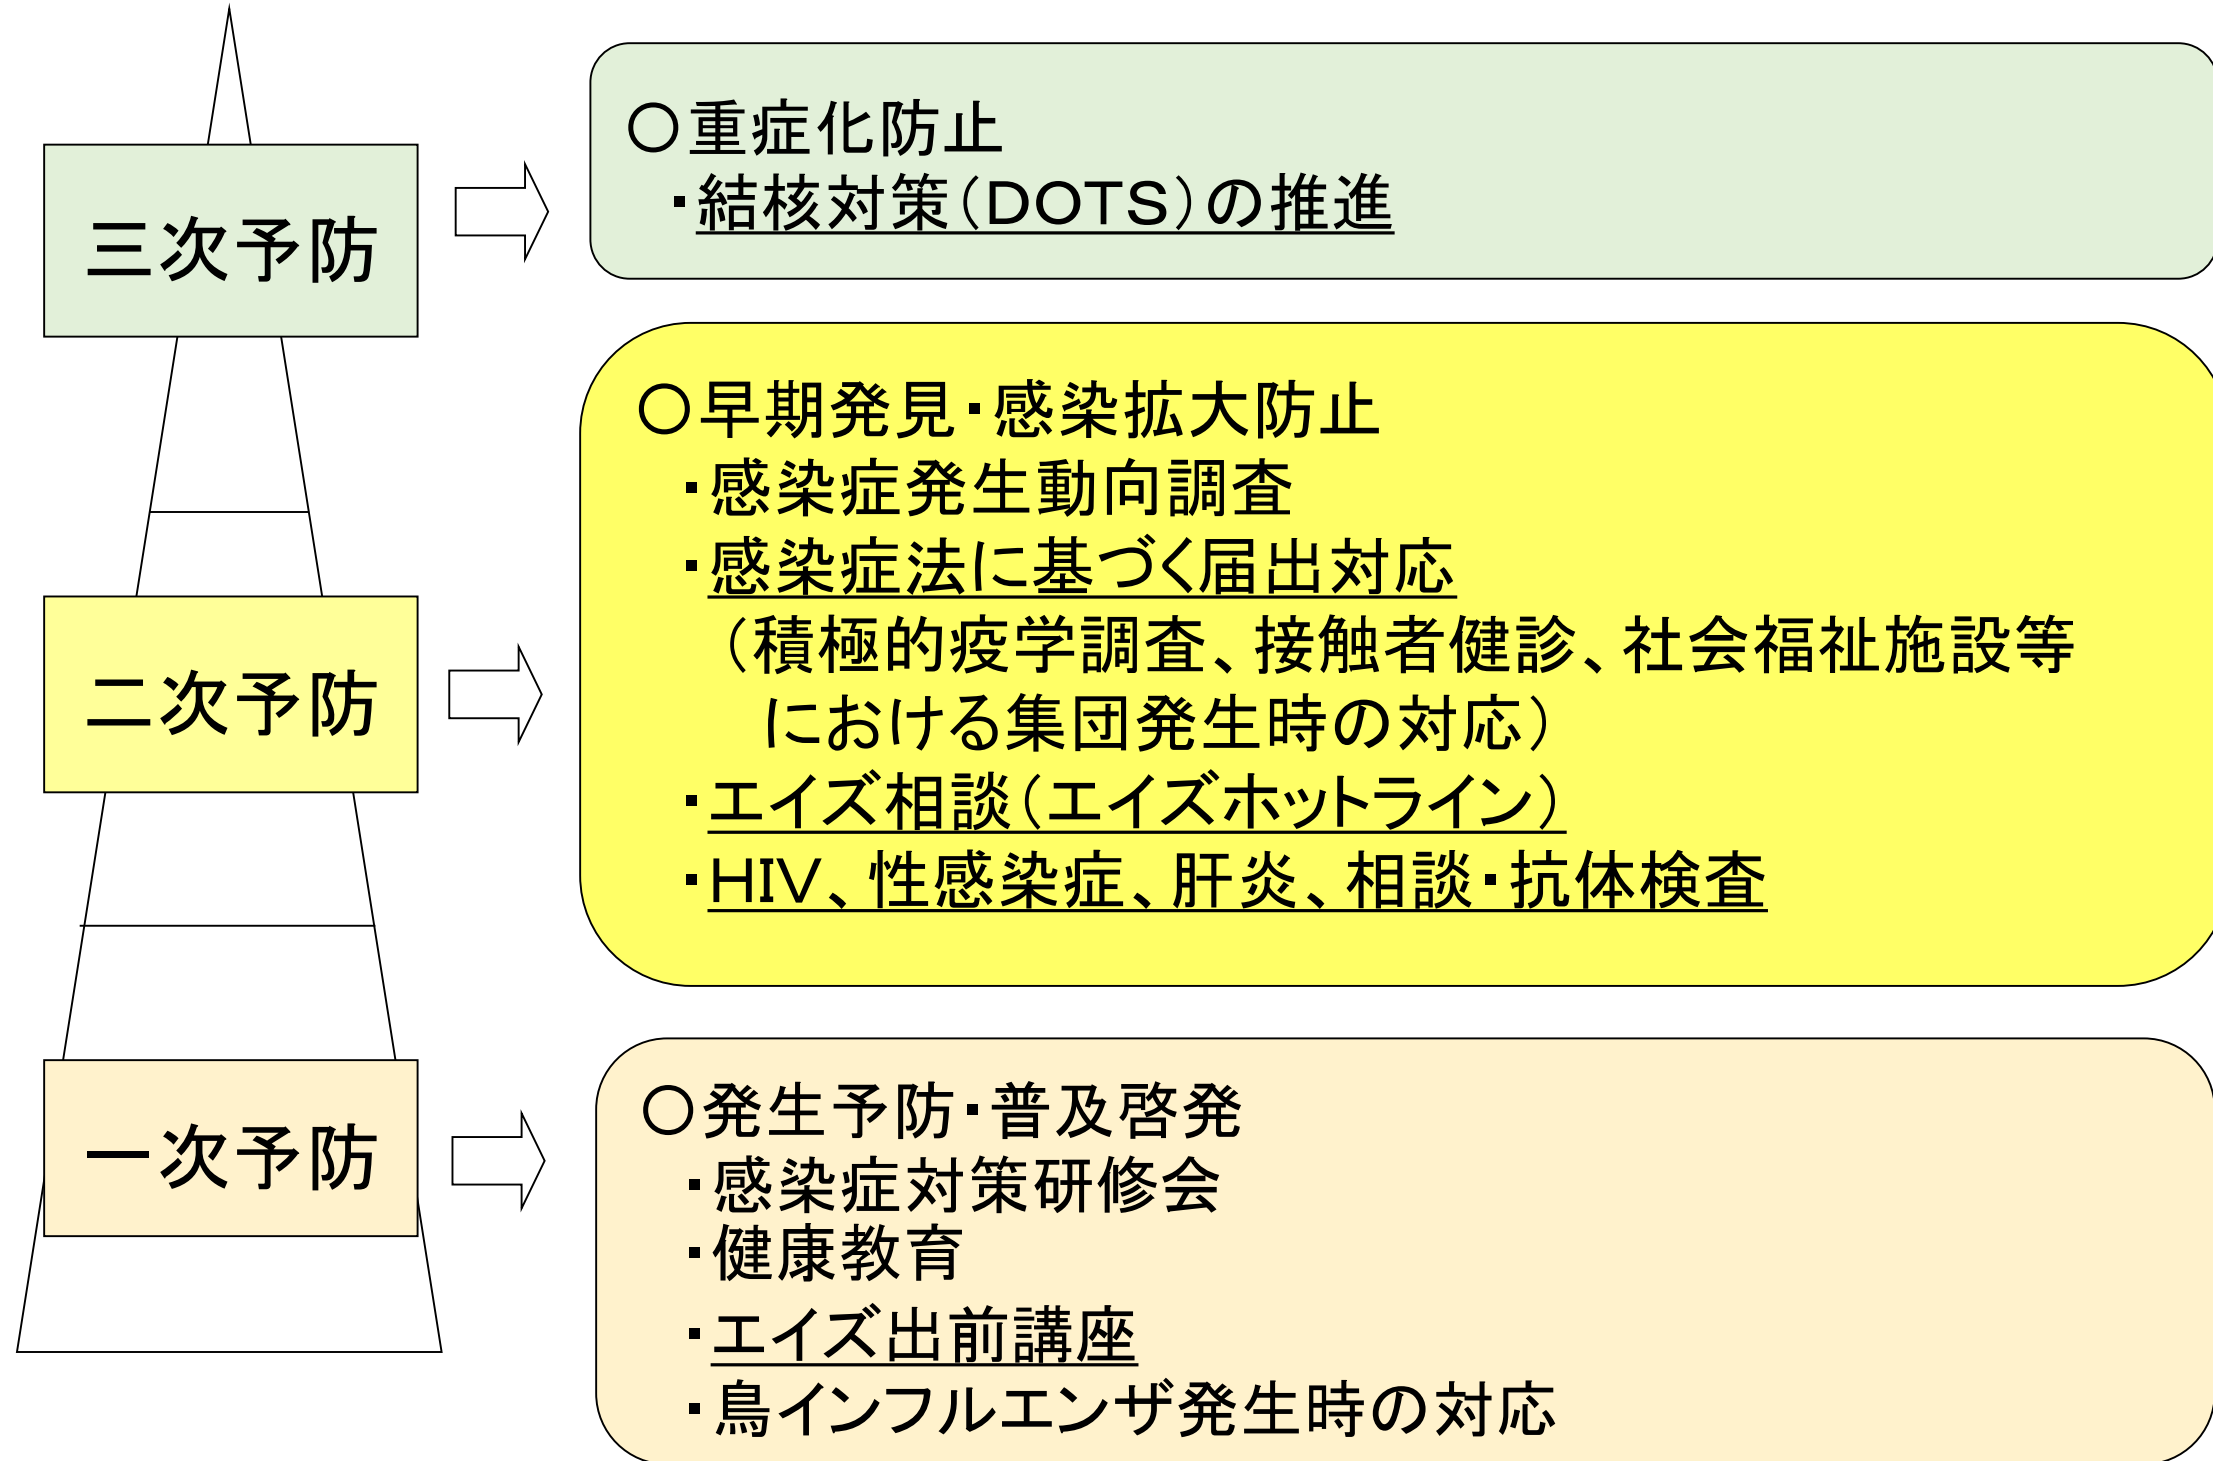 三次予防
〇重症化防止
・結核対策（DOTS）の推進
二次予防
〇早期発見・感染拡大防止
・感染症発生動向調査
・感染症法に基づく届出対応
（積極的疫学調査、接触者健診、社会福祉施設等
における集団発生時の対応）
・エイズ相談（エイズホットライン）
・HIV、性感染症、肝炎、相談・抗体検査
一次予防
〇発生予防・普及啓発
・感染症対策研修会
・健康教育
・エイズ出前講座
・鳥インフルエンザ発生時の対応